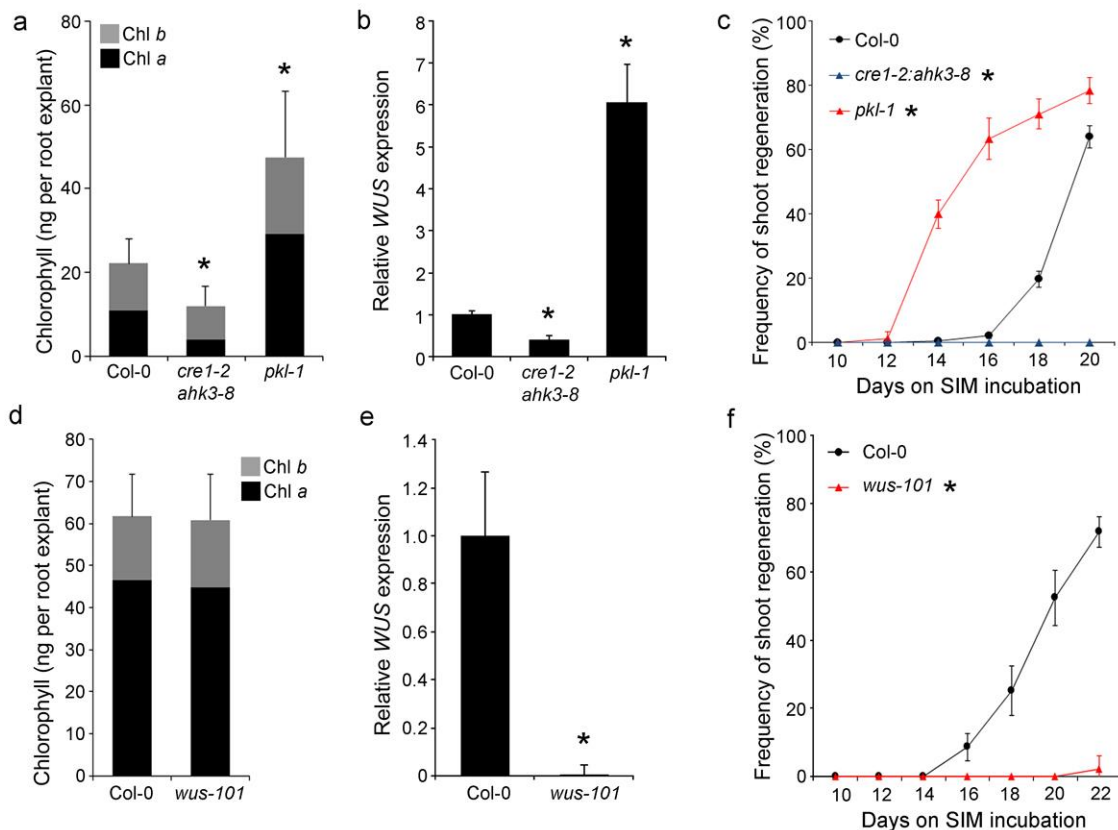 a
Chlorophyll (ng per root explant)
80
60
40
20
0
Chl b
Chl a
*
*
Col-0
cre1-2
ahk3-8
pkl-1
b
Relative WUS expression
8
7
6
5
4
3
2
1
0
*
*
Col-0
cre1-2
ahk3-8
pkl-1
c
Frequency of shoot regeneration (%)
100
80
60
40
20
0
Col-0
cre1-2:ahk3-8 *
pkl-1 *
10 12 14 16 18 20
Days on SIM incubation
d
Chlorophyll (ng per root explant)
80
70
60
50
40
30
20
10
0
Chl b
Chl a
Col-0
wus-101
e
Relative WUS expression
1.4
1.2
1.0
0.8
0.6
0.4
0.2
0
*
Col-0
wus-101
f
Frequency of shoot regeneration (%)
100
80
60
40
20
0
Col-0
wus-101 *
10 12 14 16 18 20 22
Days on SIM incubation